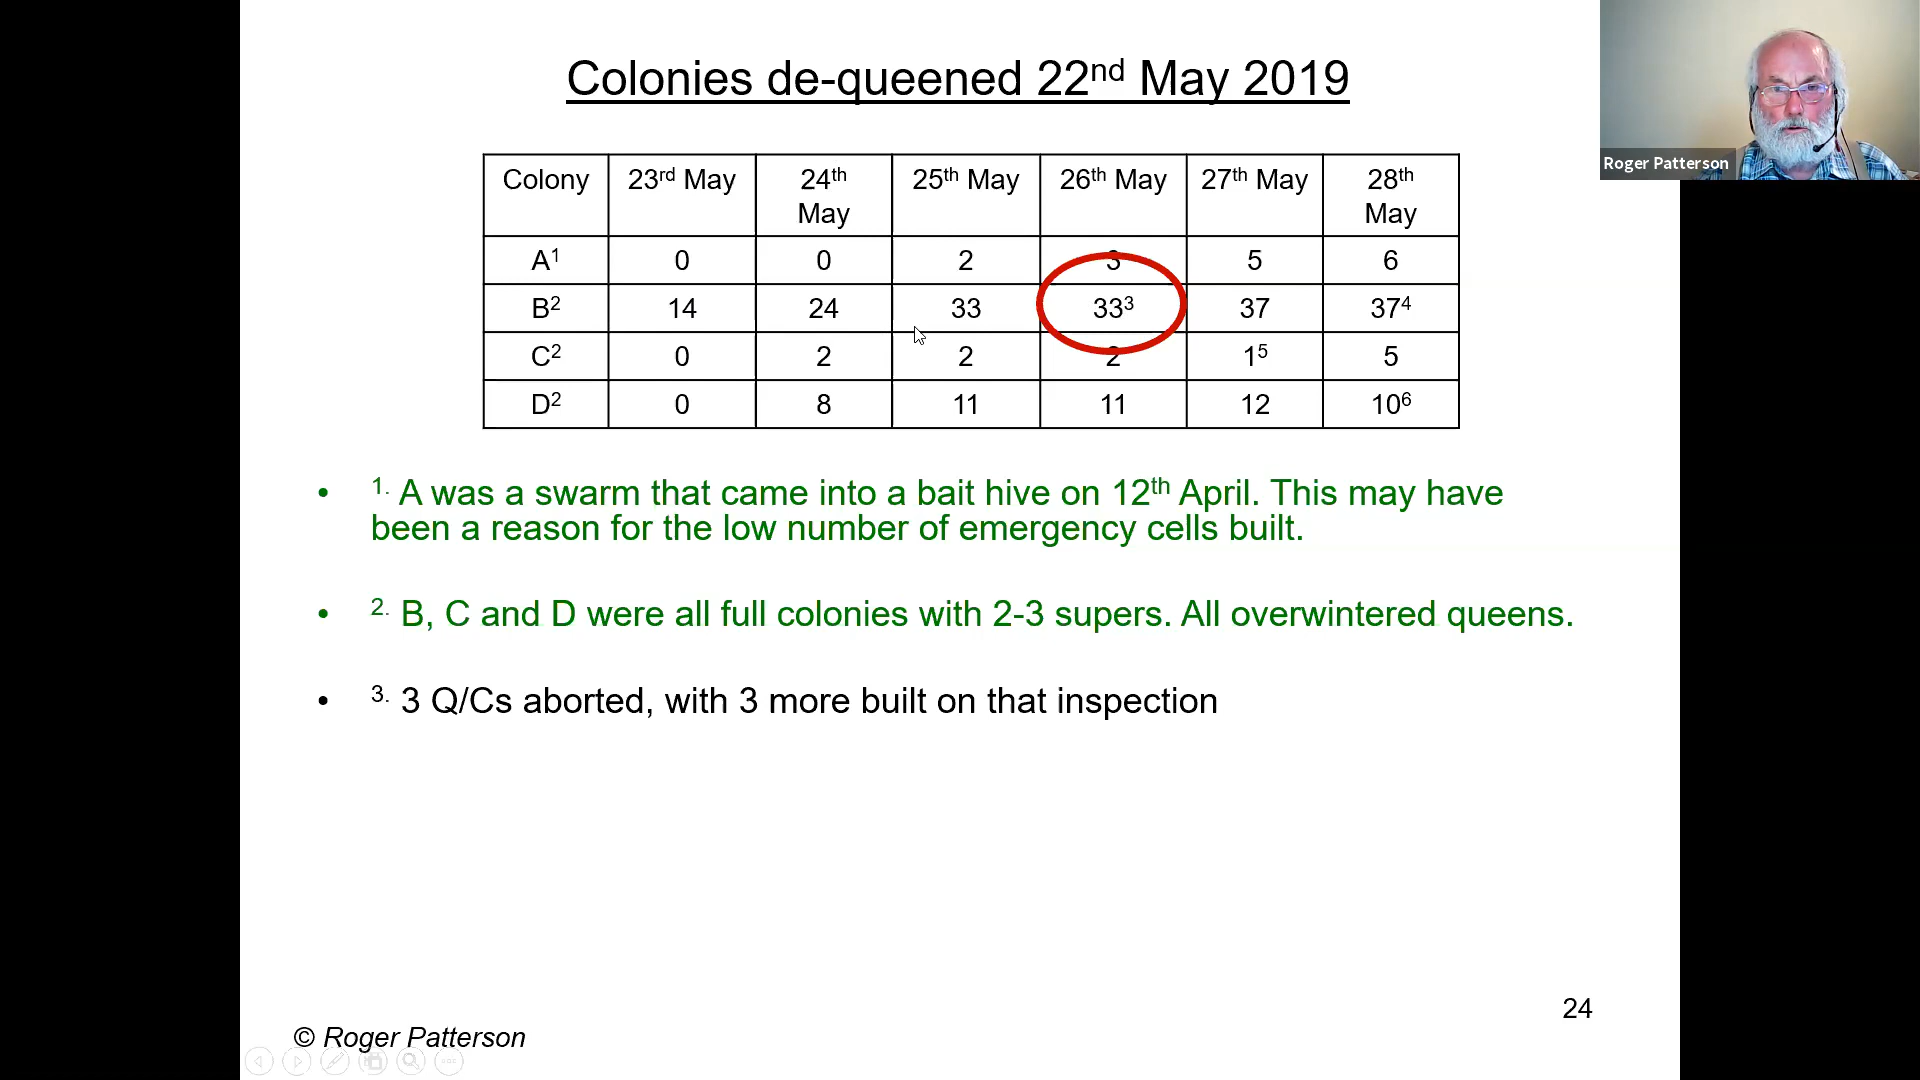 Colonies de-queened 22nd May 2019
Roger Patterson
Colony 23rd May 24th May 25th May 26th May 27th May 28th May
A1 0 0 2 3 5 6
B2 14 24 33 333 37 374
C2 0 2 2 2 15 5
D2 0 8 11 11 12 106
• 1. A was a swarm that came into a bait hive on 12th April. This may have
been a reason for the low number of emergency cells built.
• 2. B, C and D were all full colonies with 2-3 supers. All overwintered queens.
• 3. 3 Q/Cs aborted, with 3 more built on that inspection
24
© Roger Patterson